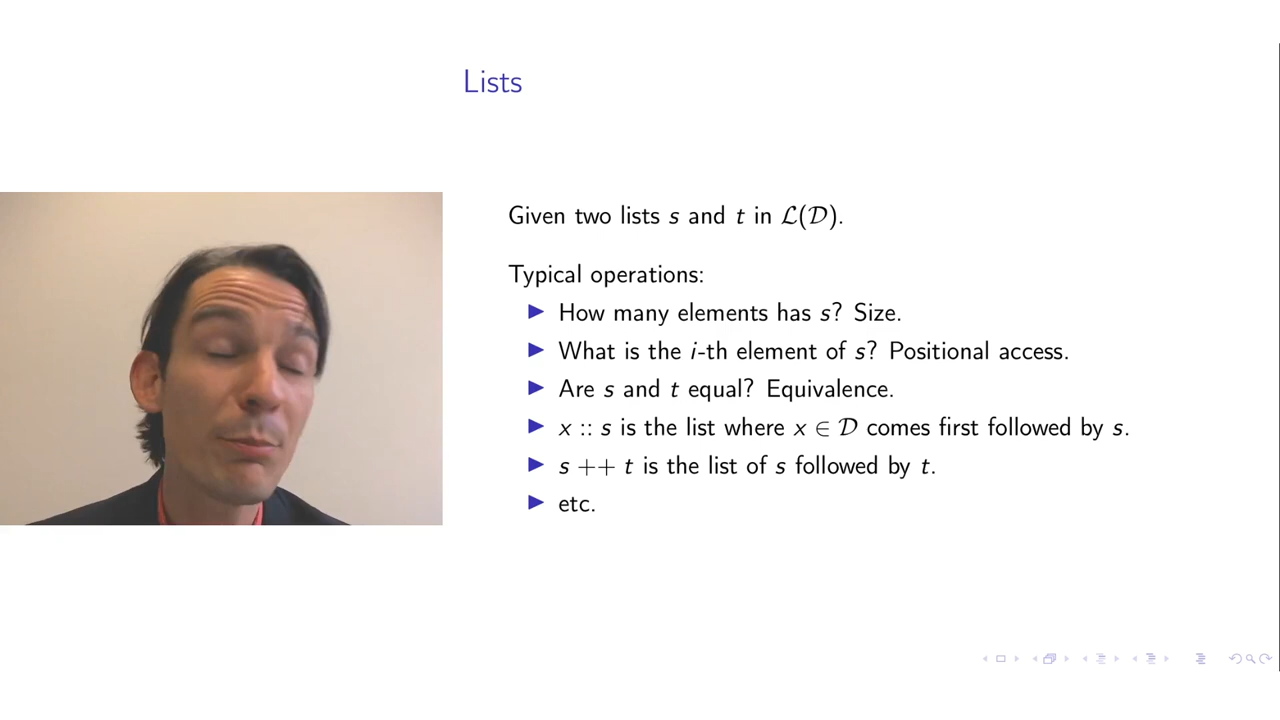 Lists
Given two lists s and t in ℒ(𝒟).
Typical operations:
▶ How many elements has s? Size.
▶ What is the i-th element of s? Positional access.
▶ Are s and t equal? Equivalence.
▶ x :: s is the list where x ∈ 𝒟 comes first followed by s.
▶ s ++ t is the list of s followed by t.
▶ etc.